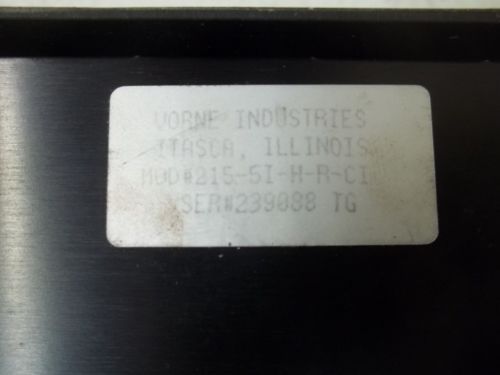 VORNE INDUSTRIES
ITASCA, ILLINOIS
MOD#215-5I-H-R-CI
SER#239088 TG